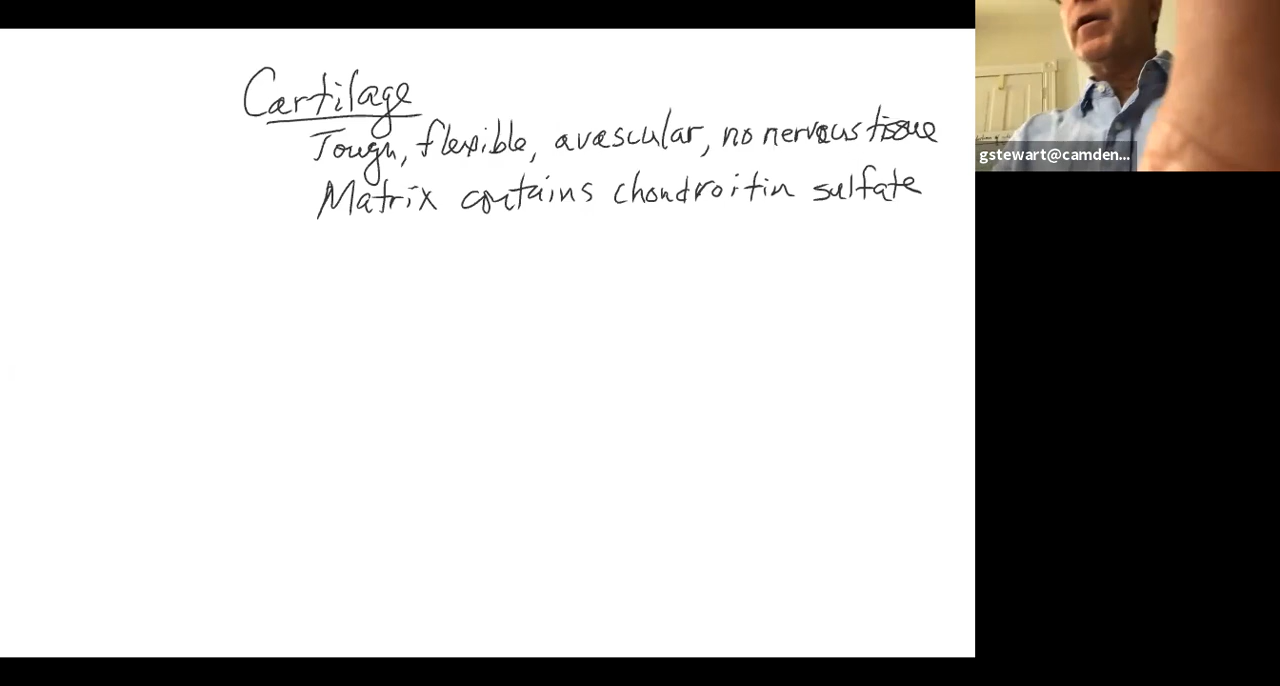 Cartilage
Tough, flexible, avascular, no nervous tissue
Matrix contains chondroitin sulfate
gstewart@camden...